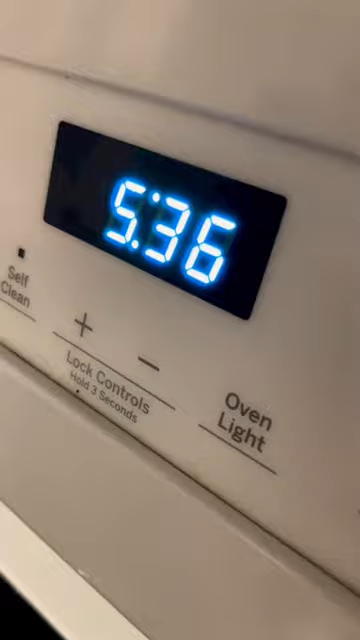 5:36
Self
Clean
+ −
Lock Controls
Hold 3 Seconds
Oven
Light